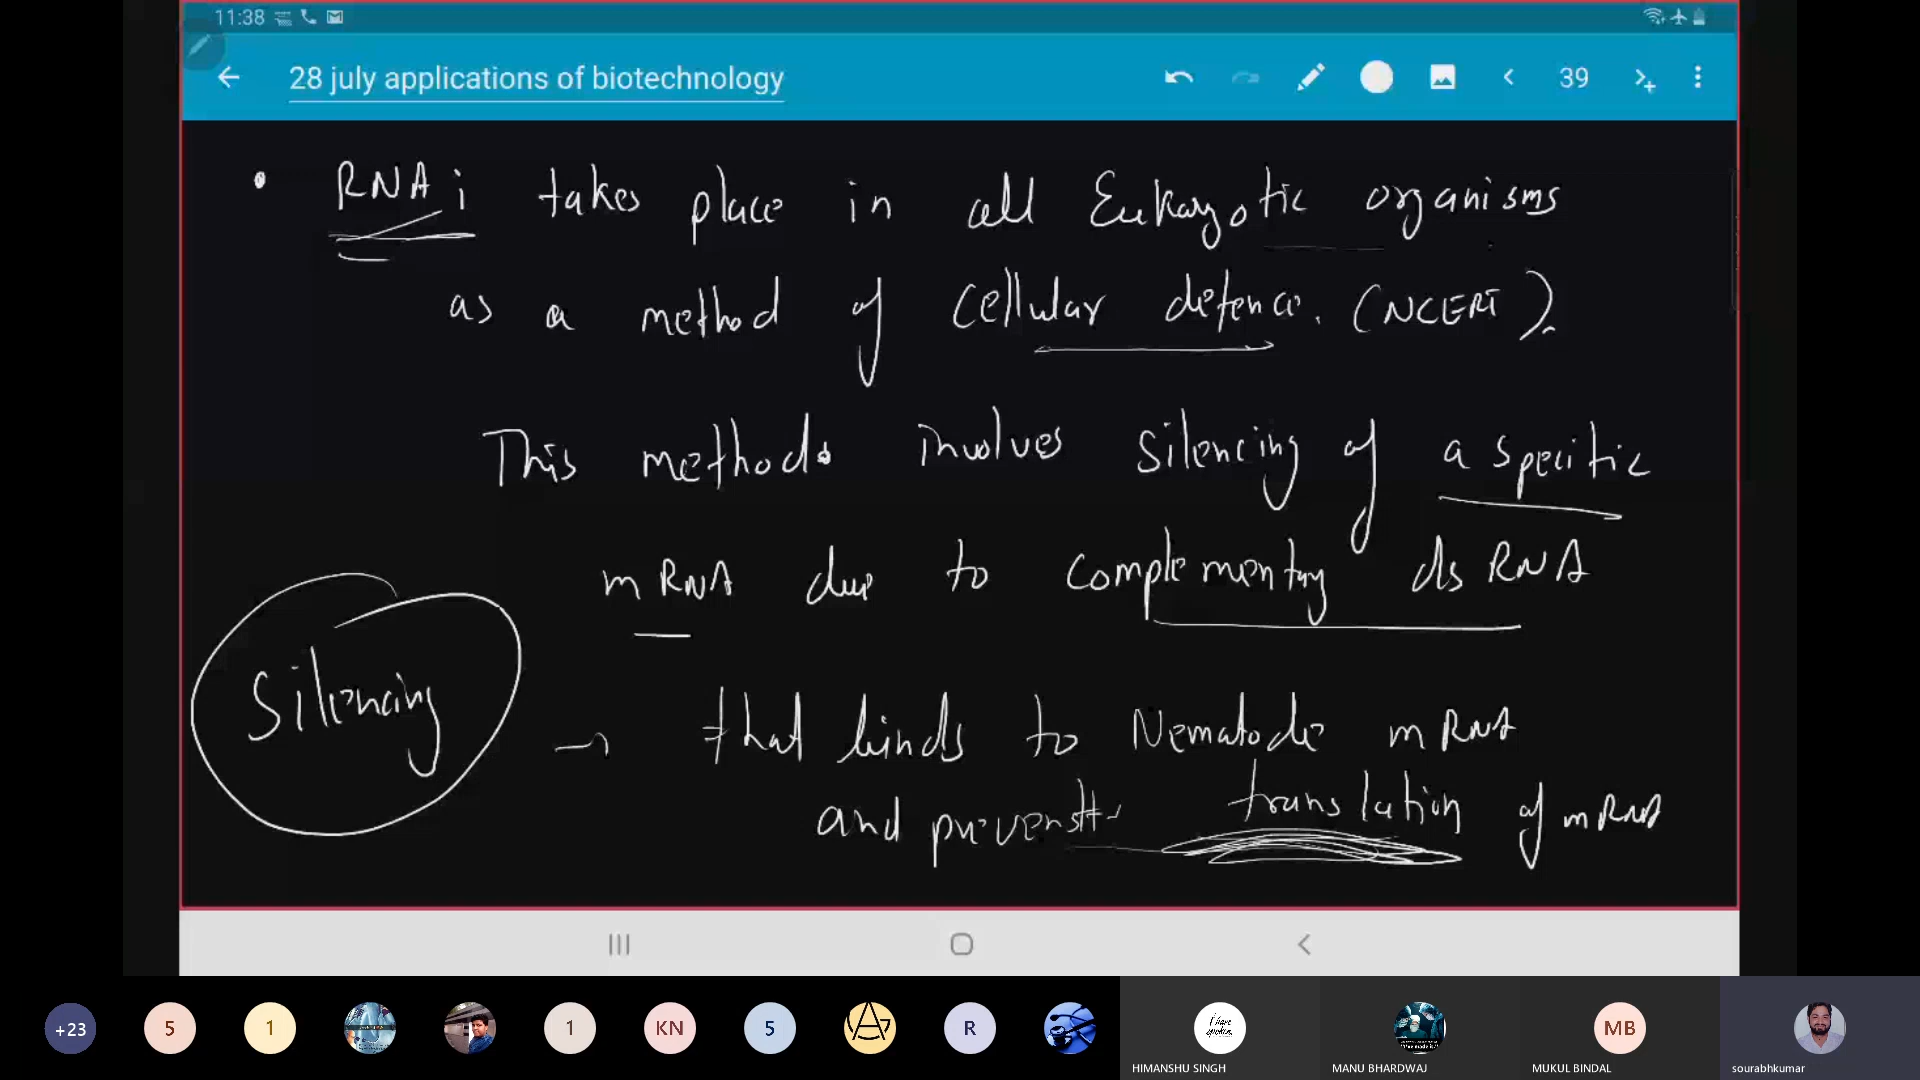 11:38
28 july applications of biotechnology
39
• RNAi takes place in all Eukaryotic organisms
as a method of Cellular defence. (NCERT).
This method involves silencing of a specific
mRNA due to complementary ds RNA
Silencing
→ that binds to Nematode mRNA
and prevents translation of mRNA
+23
5
1
1
KN
5
A
R
MB
HIMANSHU SINGH
MANU BHARDWAJ
MUKUL BINDAL
sourabhkumar